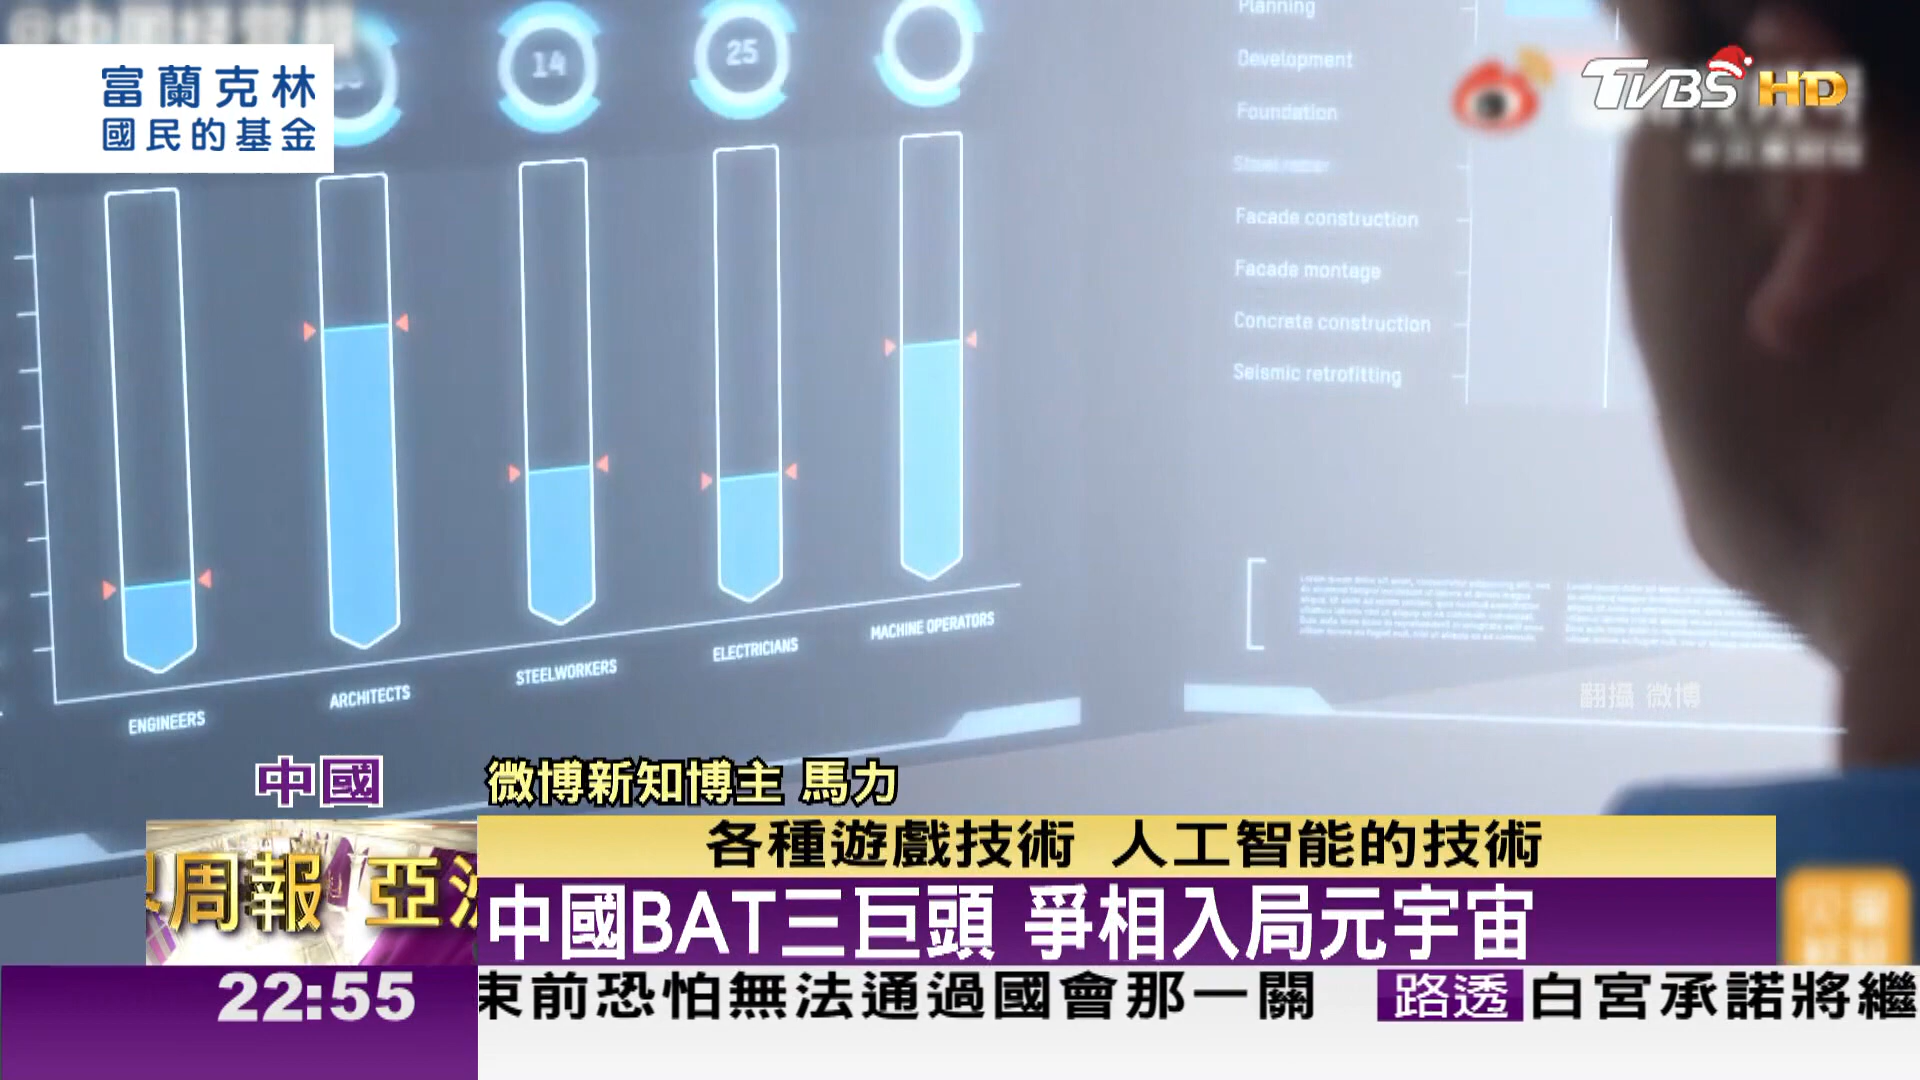 富蘭克林
國民的基金
14
25
TVBS HD
Planning
Development
Foundation
Facade construction
Facade montage
Concrete construction
Seismic retrofitting
ENGINEERS
ARCHITECTS
STEELWORKERS
ELECTRICIANS
MACHINE OPERATORS
翻攝 微博
中國
微博新知博主 馬力
各種遊戲技術 人工智能的技術
周報 亞
中國BAT三巨頭 爭相入局元宇宙
22:55
束前恐怕無法通過國會那一關 路透 白宮承諾將繼